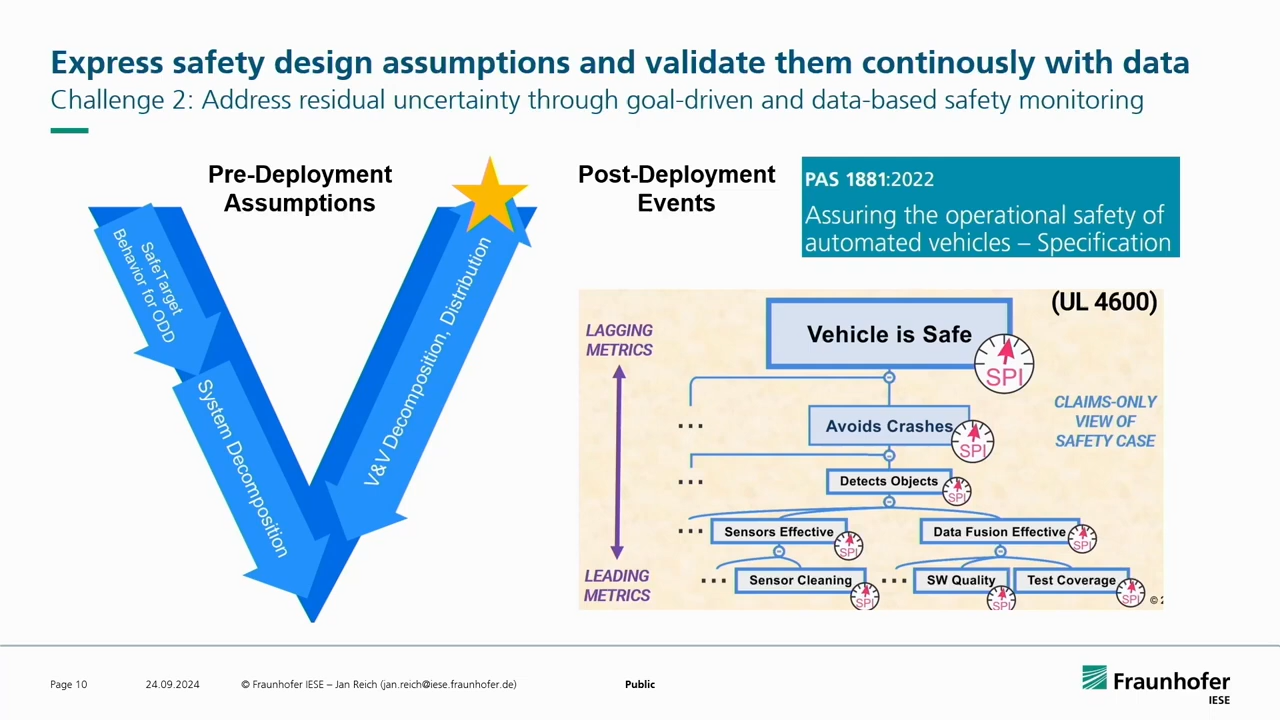 Express safety design assumptions and validate them continously with data
Challenge 2: Address residual uncertainty through goal-driven and data-based safety monitoring
Pre-Deployment
Assumptions
SafeTarget
Behavior for ODD
System Decomposition
V&V Decomposition, Distribution
Post-Deployment
Events
PAS 1881:2022
Assuring the operational safety of
automated vehicles – Specification
(UL 4600)
LAGGING
METRICS
LEADING
METRICS
CLAIMS-ONLY
VIEW OF
SAFETY CASE
Vehicle is Safe
SPI
...
Avoids Crashes
SPI
...
Detects Objects
SPI
...
Sensors Effective
SPI
Data Fusion Effective
SPI
...
Sensor Cleaning
SPI
...
SW Quality
SPI
Test Coverage
SPI
©
Page 10
24.09.2024
© Fraunhofer IESE – Jan Reich (jan.reich@iese.fraunhofer.de)
Public
Fraunhofer
IESE